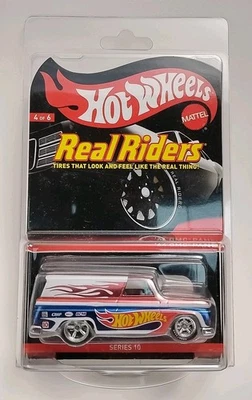 4 OF 6
Hot Wheels
MATTEL
Real Riders
TIRES THAT LOOK AND FEEL LIKE THE REAL THING!
Hot Wheels
SERIES 10